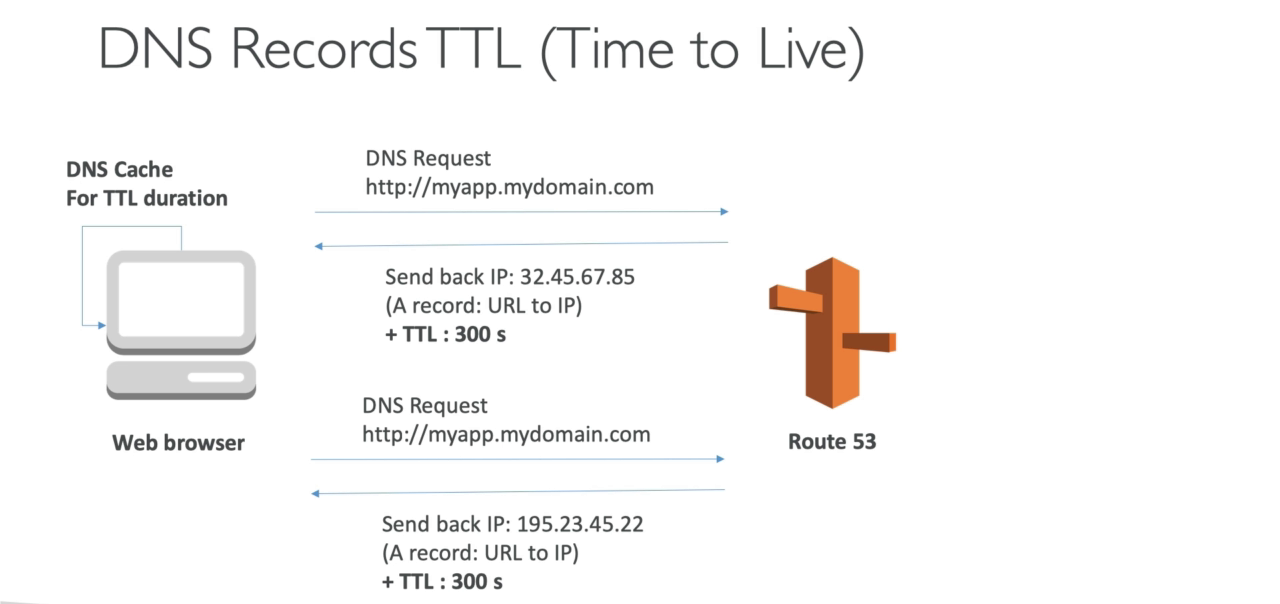 DNS Records TTL (Time to Live)
DNS Cache
For TTL duration
DNS Request
http://myapp.mydomain.com
Send back IP: 32.45.67.85
(A record: URL to IP)
+ TTL : 300 s
Web browser
DNS Request
http://myapp.mydomain.com
Route 53
Send back IP: 195.23.45.22
(A record: URL to IP)
+ TTL : 300 s